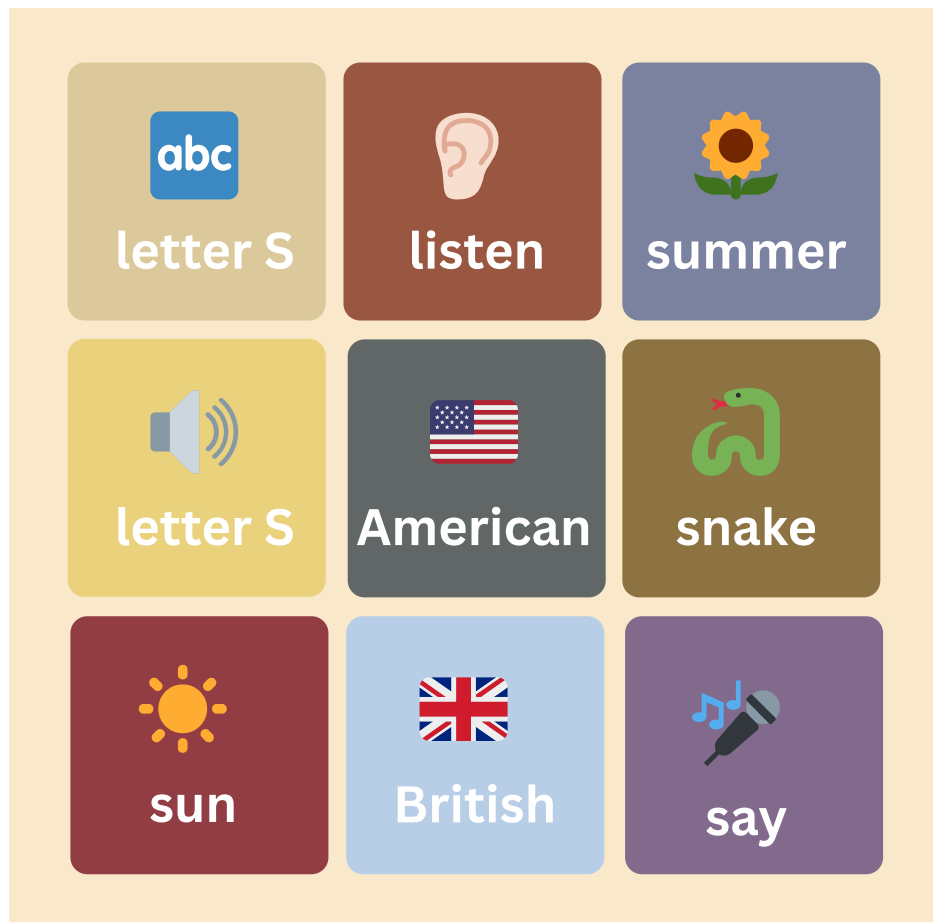 abc
letter S
listen
summer
letter S
American
snake
sun
British
say